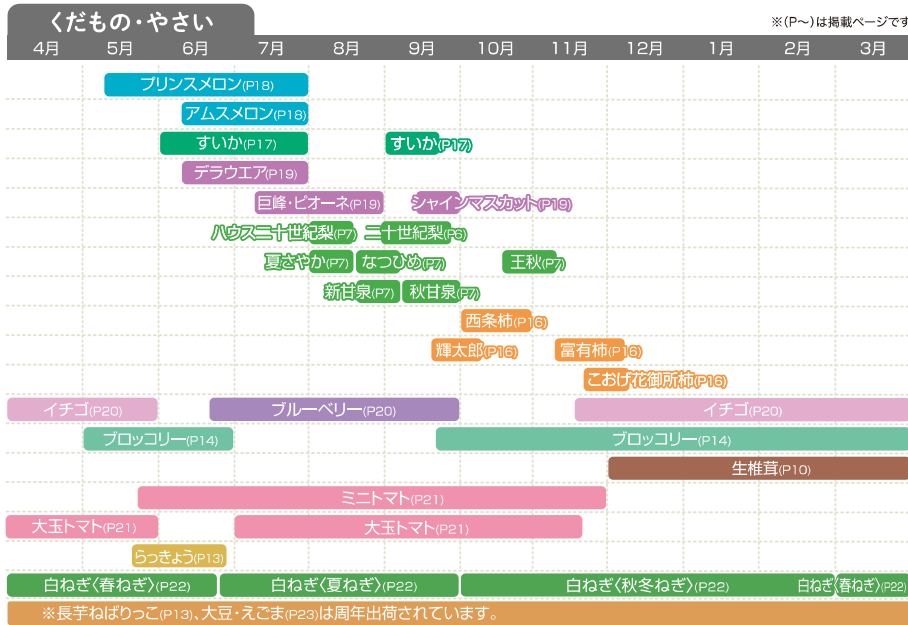 くだもの・やさい
※(P～)は掲載ページです
4月 5月 6月 7月 8月 9月 10月 11月 12月 1月 2月 3月
プリンスメロン(P18)
アムスメロン(P18)
すいか(P17) すいか(P17)
デラウエア(P19)
巨峰・ピオーネ(P19) シャインマスカット(P19)
ハウス二十世紀梨(P7) 二十世紀梨(P6)
夏さやか(P7) なつひめ(P7) 王秋(P7)
新甘泉(P7) 秋甘泉(P7)
西条柿(P16)
輝太郎(P16) 富有柿(P16)
こおげ花御所柿(P16)
イチゴ(P20) ブルーベリー(P20) イチゴ(P20)
ブロッコリー(P14) ブロッコリー(P14)
生椎茸(P10)
ミニトマト(P21)
大玉トマト(P21) 大玉トマト(P21)
らっきょう(P13)
白ねぎ〈春ねぎ〉(P22) 白ねぎ〈夏ねぎ〉(P22) 白ねぎ〈秋冬ねぎ〉(P22) 白ねぎ〈春ねぎ〉(P22)
※長芋ねばりっこ(P13)、大豆・えごま(P23)は周年出荷されています。